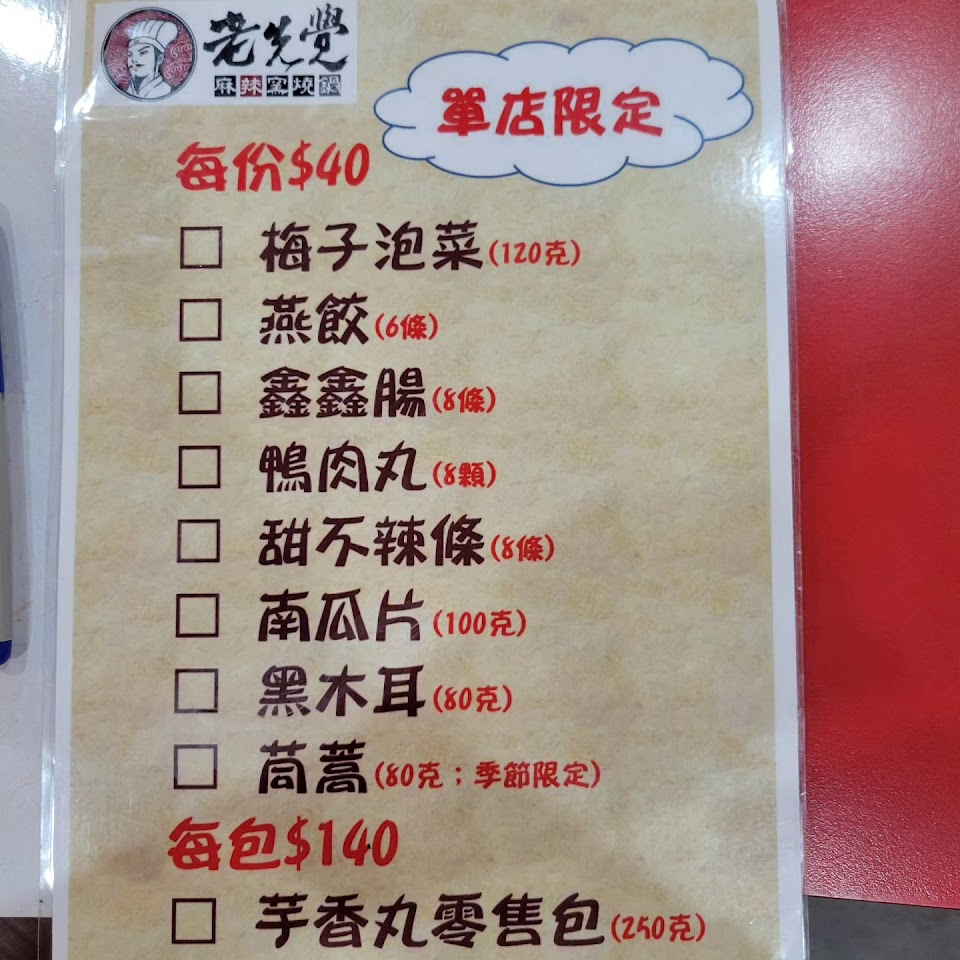 老先覺
麻辣窯燒鍋
單店限定
每份$40
梅子泡菜(120克)
燕餃(6條)
鑫鑫腸(8條)
鴨肉丸(8顆)
甜不辣條(8條)
南瓜片(100克)
黑木耳(80克)
茼蒿(80克；季節限定)
每包$140
芋香丸零售包(250克)